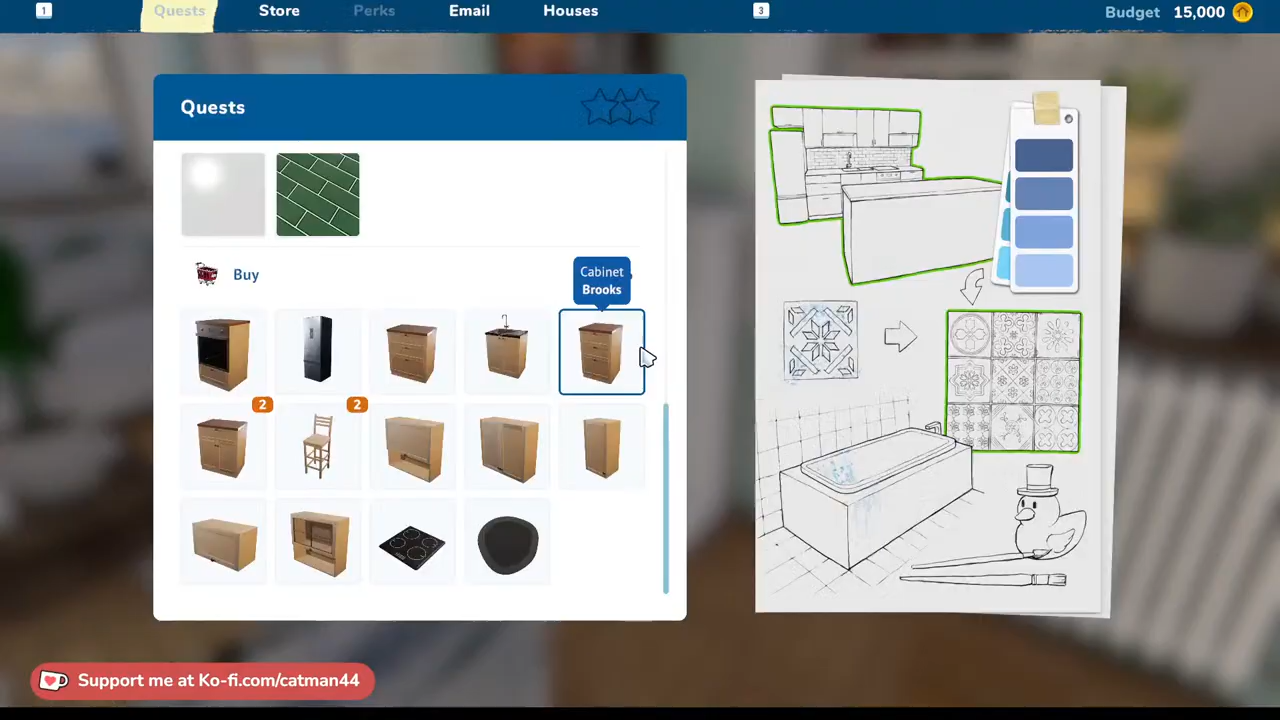 1
Quests
Store
Perks
Email
Houses
3
Budget 15,000
Quests
Buy
Cabinet
Brooks
2
2
Support me at Ko-fi.com/catman44